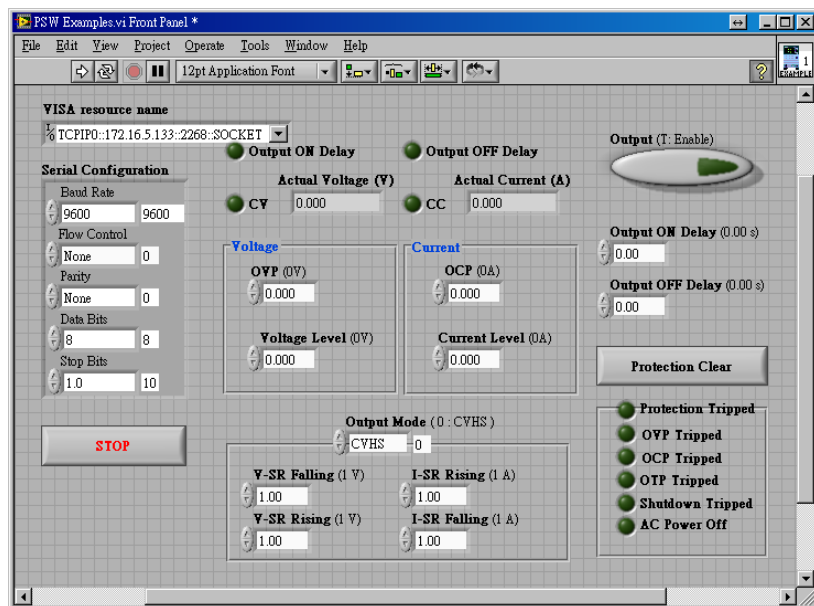 PSW Examples.vi Front Panel *
File Edit View Project Operate Tools Window Help
12pt Application Font
1
EXAMPLE
VISA resource name
TCPIP0::172.16.5.133::2268::SOCKET
Output ON Delay
Output OFF Delay
Output (T: Enable)
Serial Configuration
Actual Voltage (V)
Actual Current (A)
Baud Rate
CV 0.000
CC 0.000
9600 9600
Flow Control
None 0
Parity
None 0
Data Bits
8 8
Stop Bits
1.0 10
Voltage
OVP (0V)
0.000
Voltage Level (0V)
0.000
Current
OCP (0A)
0.000
Current Level (0A)
0.000
Output ON Delay (0.00 s)
0.00
Output OFF Delay (0.00 s)
0.00
Protection Clear
STOP
Output Mode (0 : CVHS )
CVHS 0
V-SR Falling (1 V)
1.00
I-SR Rising (1 A)
1.00
V-SR Rising (1 V)
1.00
I-SR Falling (1 A)
1.00
Protection Tripped
OVP Tripped
OCP Tripped
OTP Tripped
Shutdown Tripped
AC Power Off